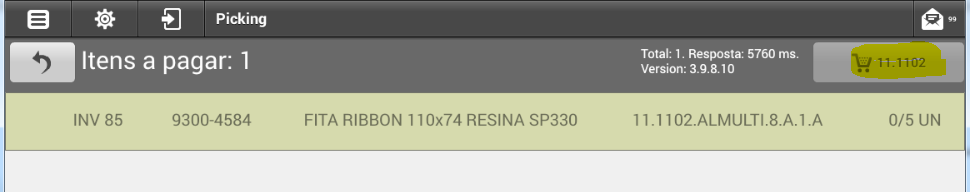 Picking
99
Itens a pagar: 1
Total: 1. Resposta: 5760 ms.
Version: 3.9.8.10
11.1102
INV 85 9300-4584 FITA RIBBON 110x74 RESINA SP330 11.1102.ALMULTI.8.A.1.A 0/5 UN